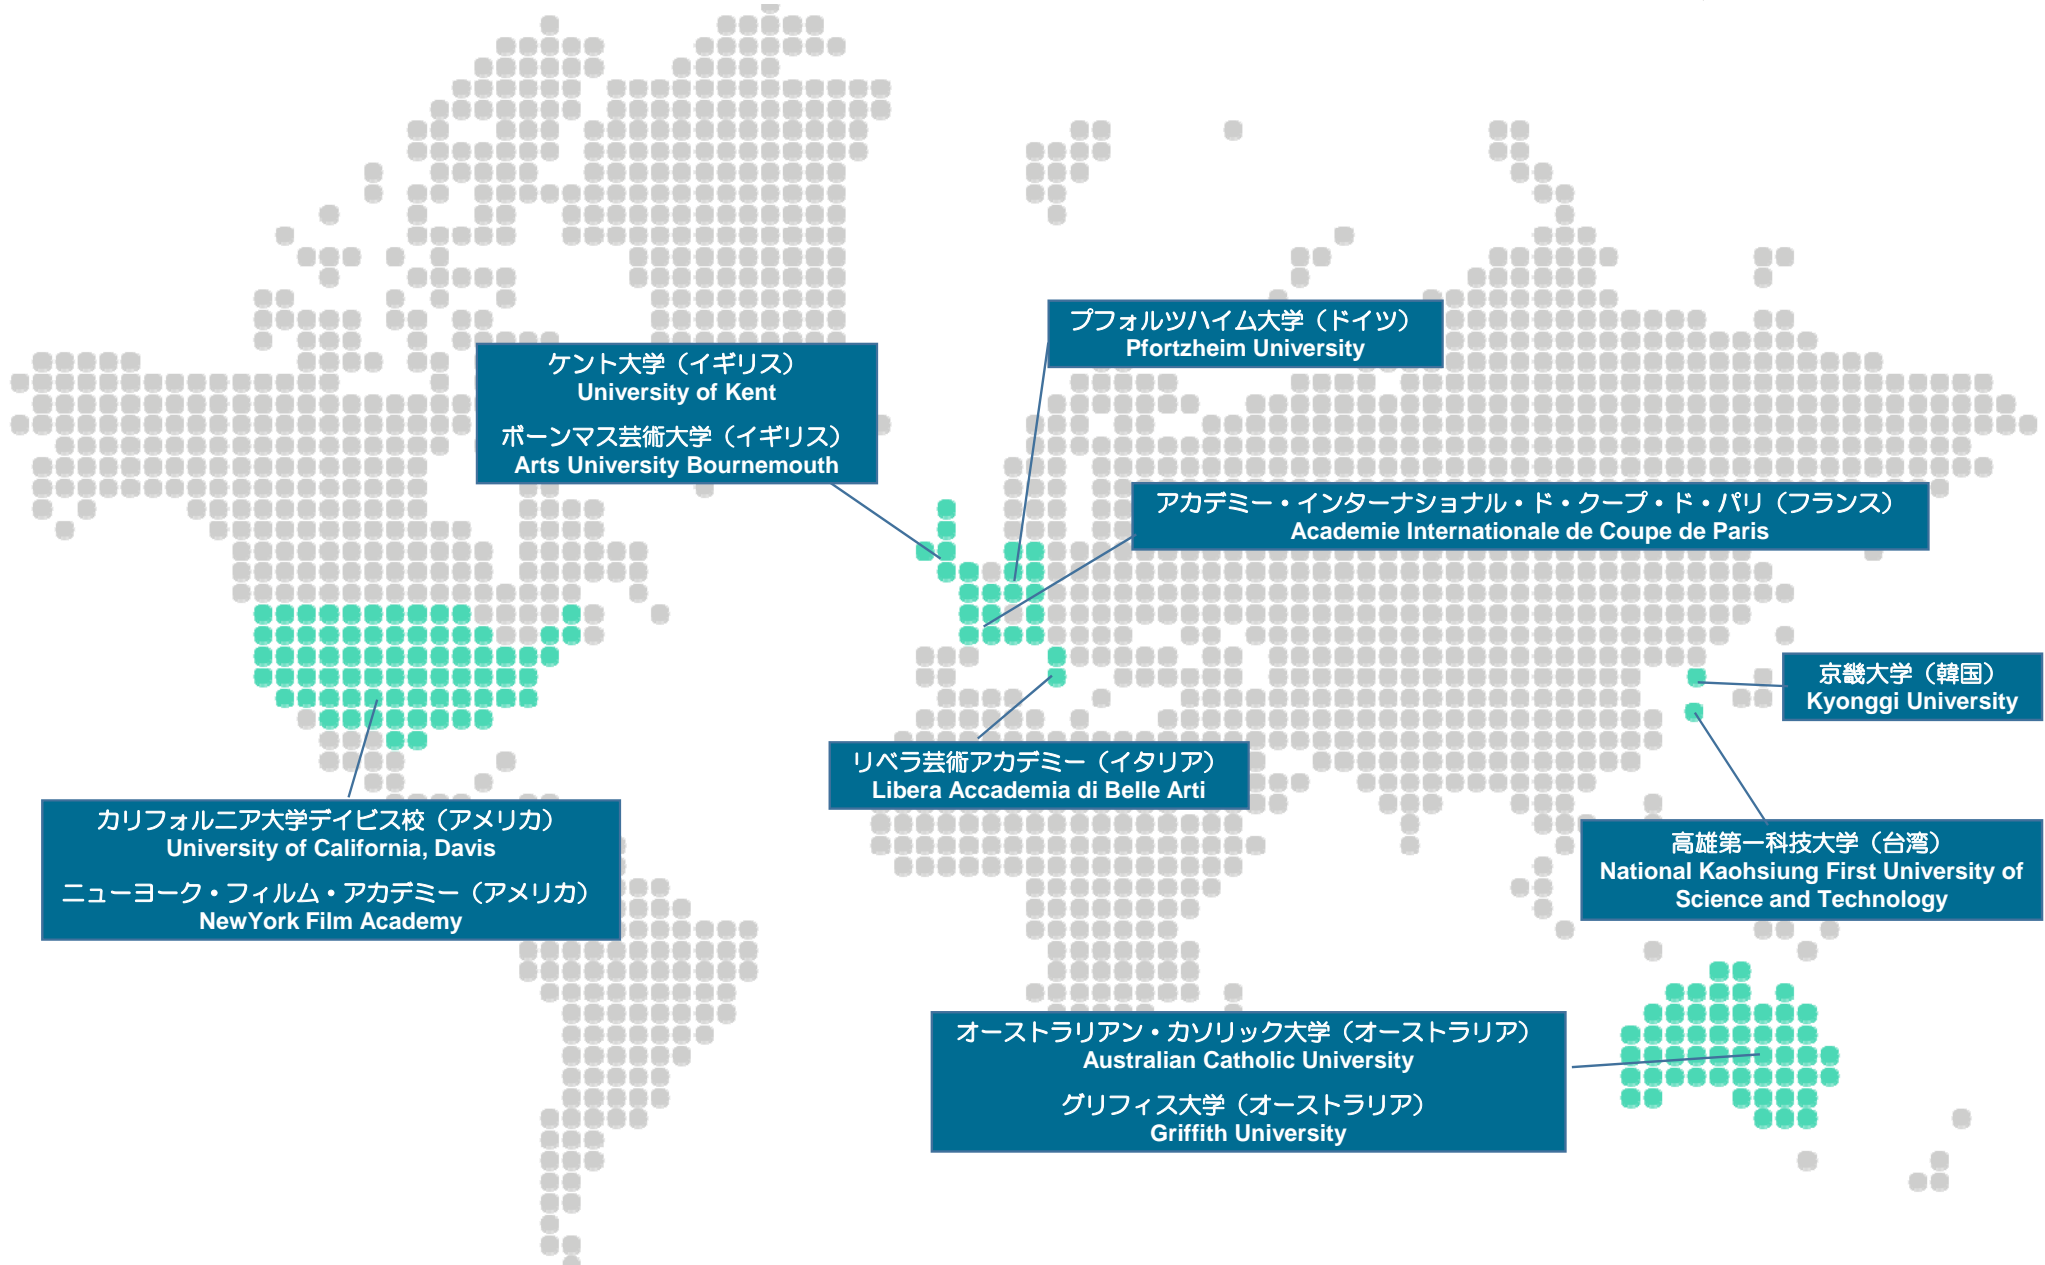 プフォルツハイム大学（ドイツ）
Pfortzheim University
ケント大学（イギリス）
University of Kent
ボーンマス芸術大学（イギリス）
Arts University Bournemouth
アカデミー・インターナショナル・ド・クープ・ド・パリ（フランス）
Academie Internationale de Coupe de Paris
京畿大学（韓国）
Kyonggi University
リベラ芸術アカデミー（イタリア）
Libera Accademia di Belle Arti
カリフォルニア大学デイビス校（アメリカ）
University of California, Davis
ニューヨーク・フィルム・アカデミー（アメリカ）
NewYork Film Academy
高雄第一科技大学（台湾）
National Kaohsiung First University of
Science and Technology
オーストラリアン・カソリック大学（オーストラリア）
Australian Catholic University
グリフィス大学（オーストラリア）
Griffith University